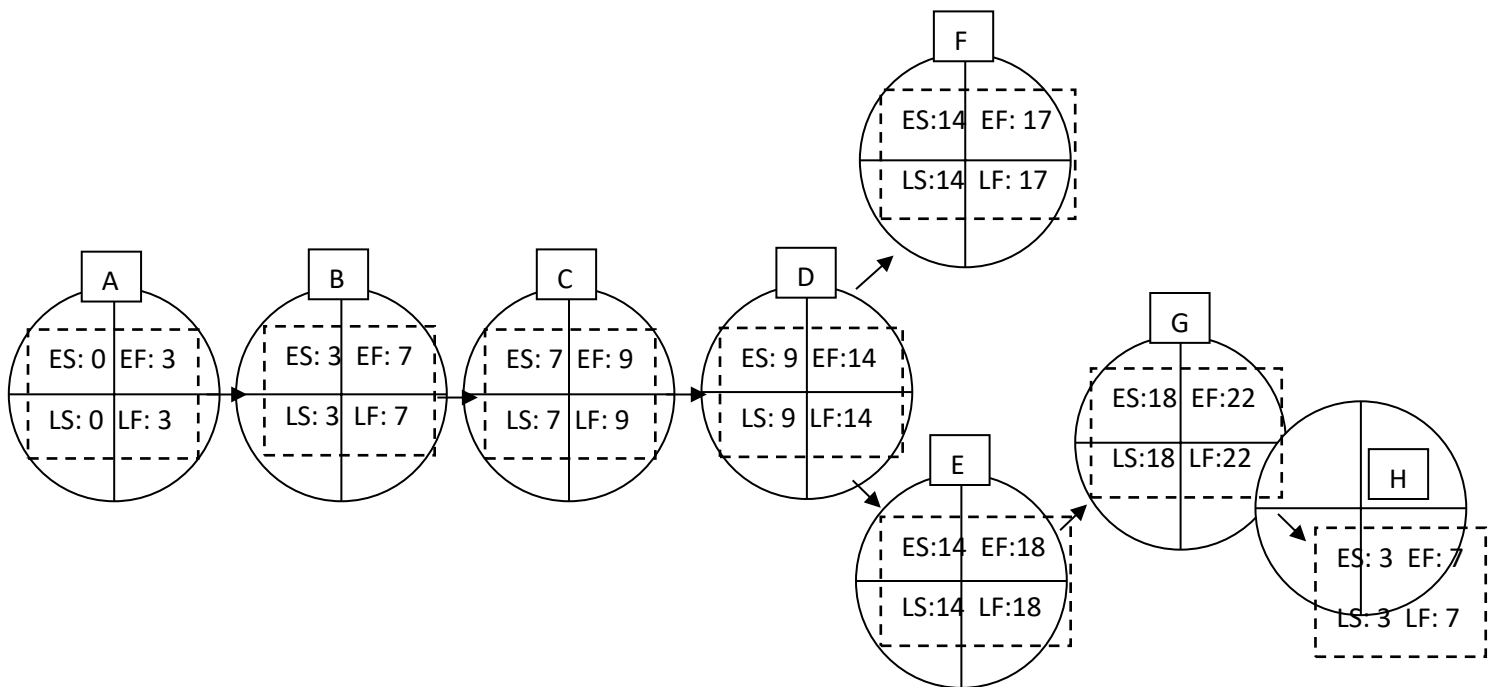 F
ES:14 EF: 17
LS:14 LF: 17
A
ES: 0 EF: 3
LS: 0 LF: 3
B
ES: 3 EF: 7
LS: 3 LF: 7
C
ES: 7 EF: 9
LS: 7 LF: 9
D
ES: 9 EF:14
LS: 9 LF:14
E
ES:14 EF:18
LS:14 LF:18
G
ES:18 EF:22
LS:18 LF:22
H
ES: 3 EF: 7
LS: 3 LF: 7